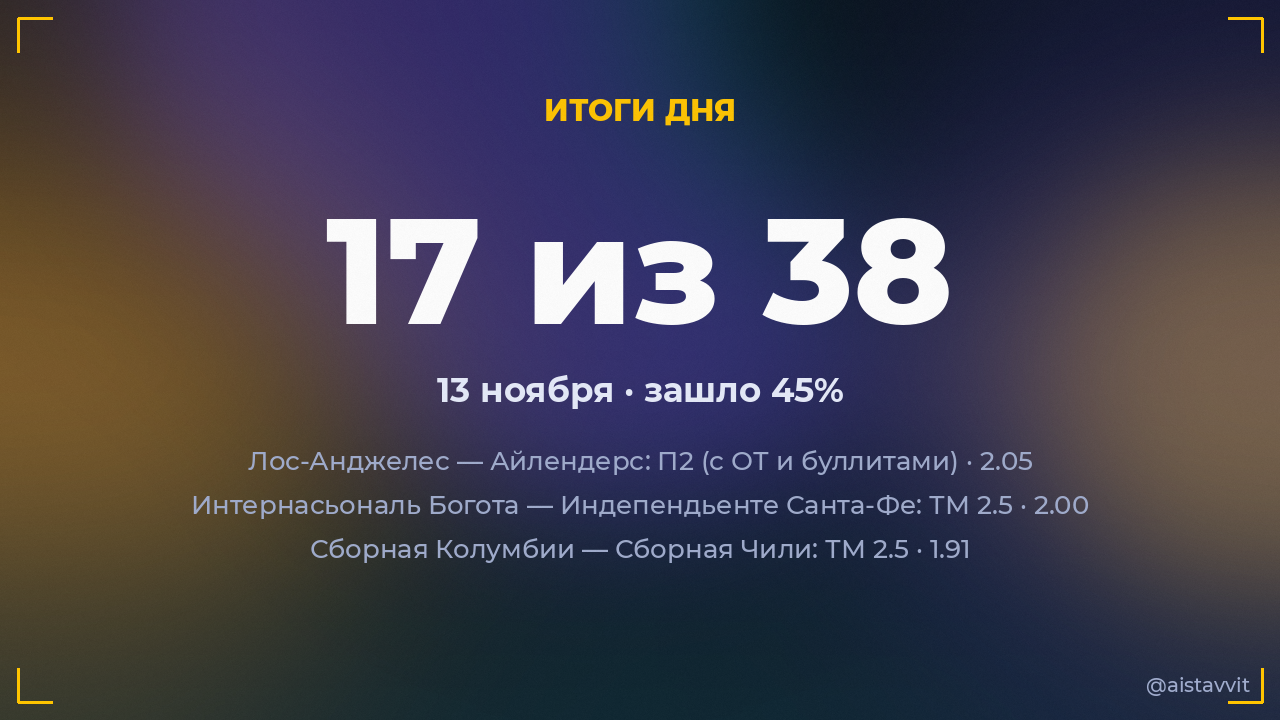 ИТОГИ ДНЯ
17 из 38
13 ноября · зашло 45%
Лос-Анджелес — Айлендерс: П2 (с ОТ и буллитами) · 2.05
Интернасьональ Богота — Индепендьенте Санта-Фе: ТМ 2.5 · 2.00
Сборная Колумбии — Сборная Чили: ТМ 2.5 · 1.91
@aistavvit